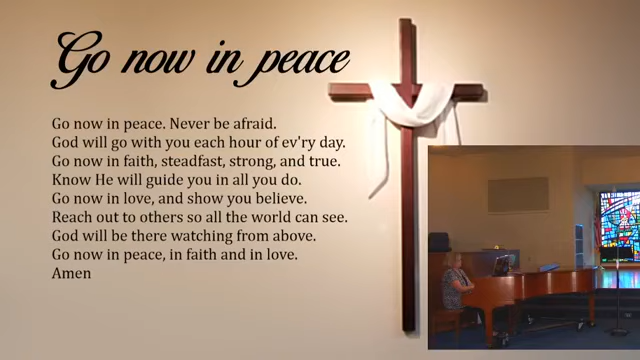 Go now in peace
Go now in peace. Never be afraid.
God will go with you each hour of ev'ry day.
Go now in faith, steadfast, strong, and true.
Know He will guide you in all you do.
Go now in love, and show you believe.
Reach out to others so all the world can see.
God will be there watching from above.
Go now in peace, in faith and in love.
Amen